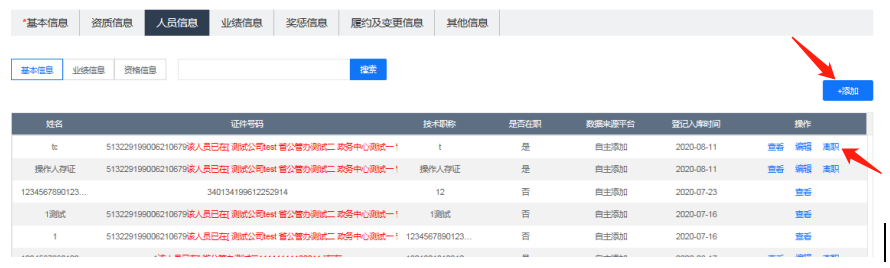 *基本信息 资质信息 人员信息 业绩信息 奖惩信息 履约及变更信息 其他信息
基本信息 业绩信息 资格信息 搜索
+添加
姓名 证件号码 技术职称 是否在职 数据来源平台 登记入库时间 操作
tc 513229199006210679该人员已在[ 测试公司test 首公管办测试二 政务中心测试一 t 是 自主添加 2020-08-11 查看 编辑 离职
操作人存证 513229199006210679该人员已在[ 测试公司test 首公管办测试二 政务中心测试一 操作人存证 是 自主添加 2020-08-11 查看 编辑 离职
1234567890123... 340134199612252914 12 否 自主添加 2020-07-23 查看
1测试 513229199006210679该人员已在[ 测试公司test 首公管办测试二 政务中心测试一 1测试 否 自主添加 2020-07-16 查看
1 513229199006210679该人员已在[ 测试公司test 首公管办测试二 政务中心测试一 1234567890123... 否 自主添加 2020-07-16 查看